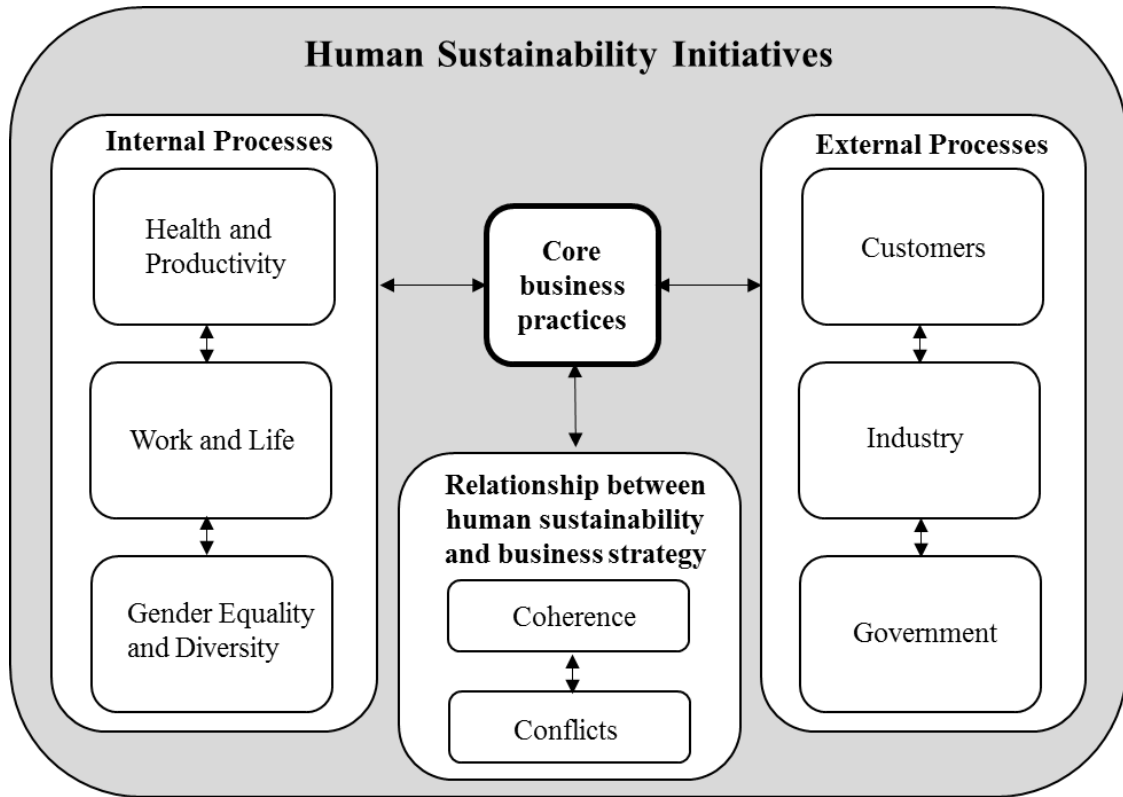 Human Sustainability Initiatives
Internal Processes
Health and
Productivity
Work and Life
Gender Equality
and Diversity
Core
business
practices
Relationship between
human sustainability
and business strategy
Coherence
Conflicts
External Processes
Customers
Industry
Government